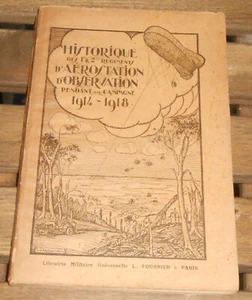 HISTORIQUE
DES 1er & 2e RÉGIMENTS
D'AÉROSTATION
D'OBSERVATION
PENDANT LA CAMPAGNE
1914-1918
Librairie Militaire Universelle L. FOURNIER à PARIS